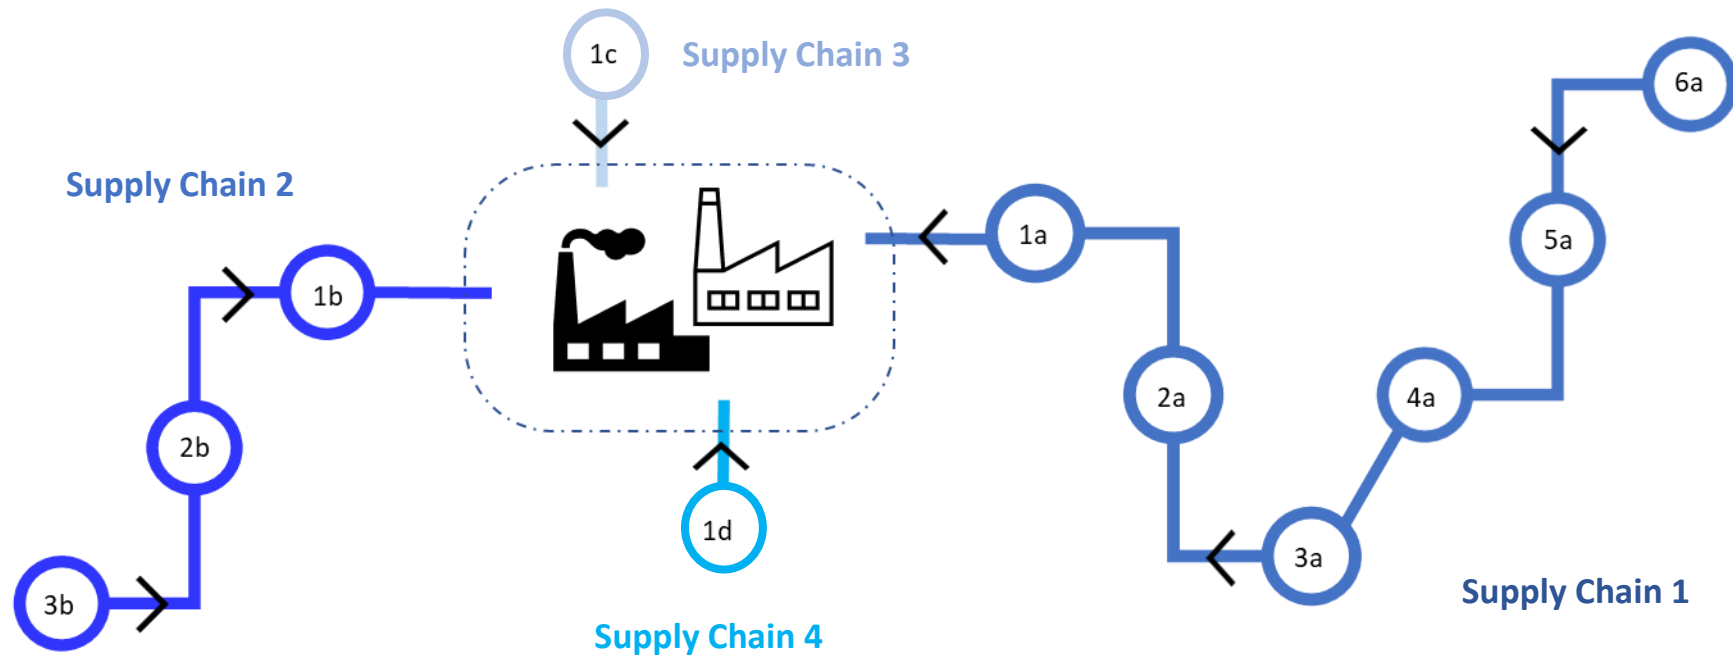 1c
Supply Chain 3
6a
Supply Chain 2
1a
5a
1b
2a
4a
2b
1d
3a
3b
Supply Chain 1
Supply Chain 4